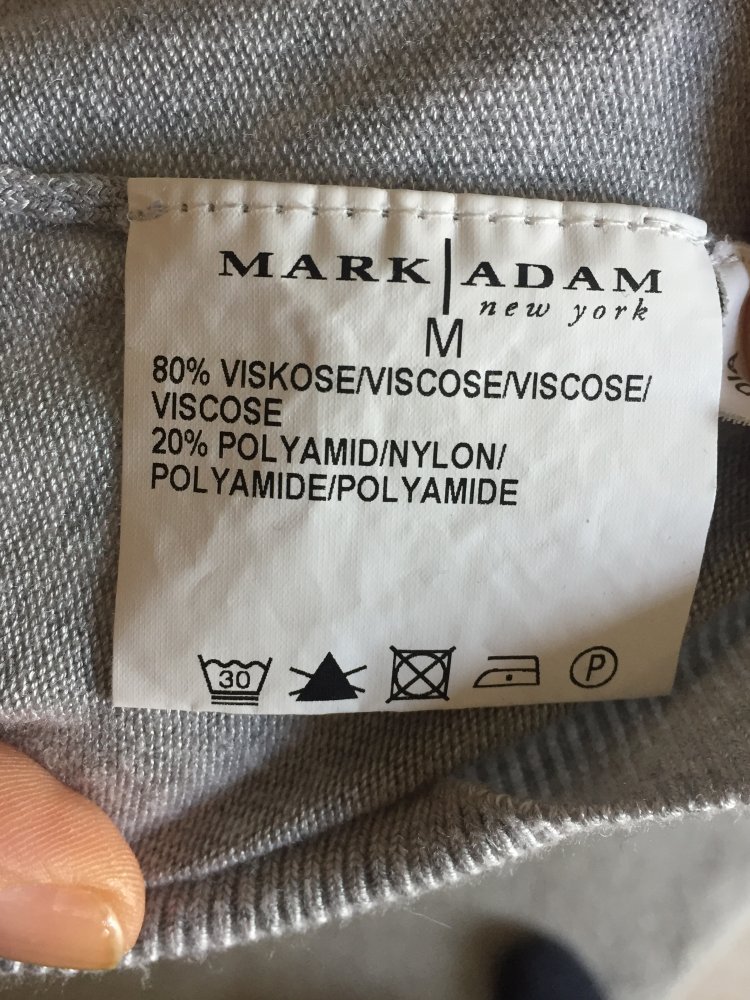 MARK|ADAM
new york
M
80% VISKOSE/VISCOSE/VISCOSE/
VISCOSE
20% POLYAMID/NYLON/
POLYAMIDE/POLYAMIDE
30
P